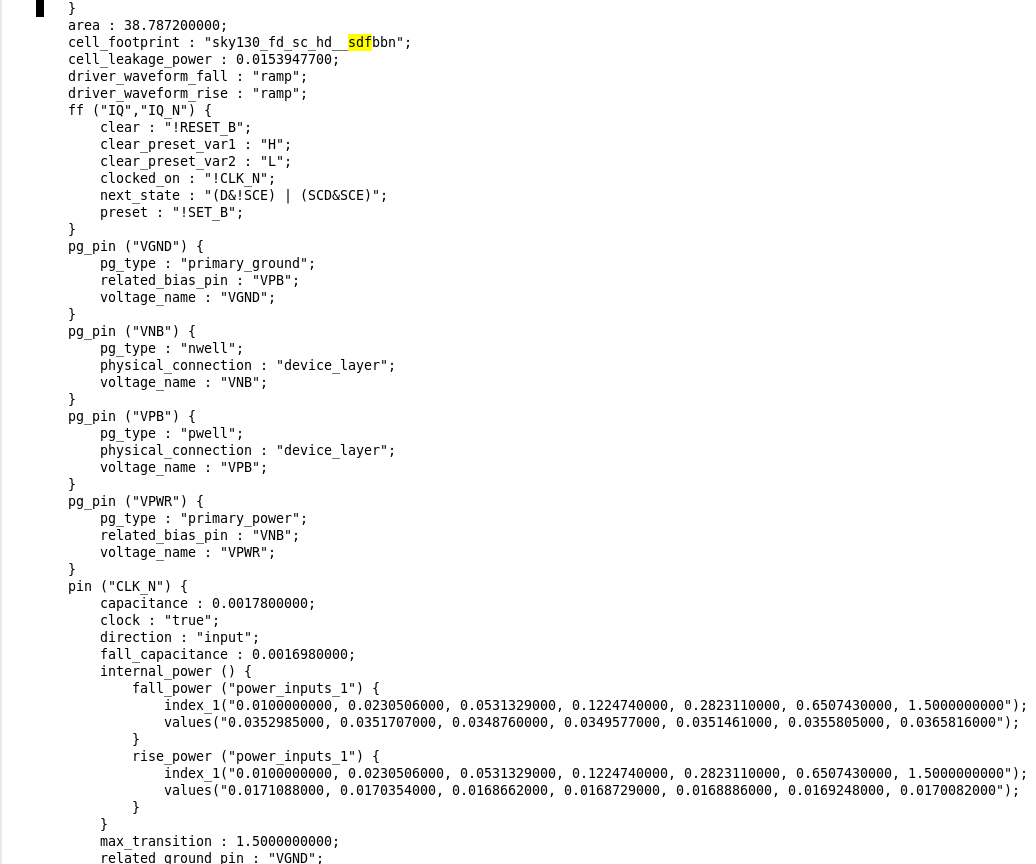 }
area : 38.787200000;
cell_footprint : "sky130_fd_sc_hd__sdfbbn";
cell_leakage_power : 0.0153947700;
driver_waveform_fall : "ramp";
driver_waveform_rise : "ramp";
ff ("IQ","IQ_N") {
clear : "!RESET_B";
clear_preset_var1 : "H";
clear_preset_var2 : "L";
clocked_on : "!CLK_N";
next_state : "(D&!SCE) | (SCD&SCE)";
preset : "!SET_B";
}
pg_pin ("VGND") {
pg_type : "primary_ground";
related_bias_pin : "VPB";
voltage_name : "VGND";
}
pg_pin ("VNB") {
pg_type : "nwell";
physical_connection : "device_layer";
voltage_name : "VNB";
}
pg_pin ("VPB") {
pg_type : "pwell";
physical_connection : "device_layer";
voltage_name : "VPB";
}
pg_pin ("VPWR") {
pg_type : "primary_power";
related_bias_pin : "VNB";
voltage_name : "VPWR";
}
pin ("CLK_N") {
capacitance : 0.0017800000;
clock : "true";
direction : "input";
fall_capacitance : 0.0016980000;
internal_power () {
fall_power ("power_inputs_1") {
index_1("0.0100000000, 0.0230506000, 0.0531329000, 0.1224740000, 0.2823110000, 0.6507430000, 1.5000000000");
values("0.0352985000, 0.0351707000, 0.0348760000, 0.0349577000, 0.0351461000, 0.0355805000, 0.0365816000");
}
rise_power ("power_inputs_1") {
index_1("0.0100000000, 0.0230506000, 0.0531329000, 0.1224740000, 0.2823110000, 0.6507430000, 1.5000000000");
values("0.0171088000, 0.0170354000, 0.0168662000, 0.0168729000, 0.0168886000, 0.0169248000, 0.0170082000");
}
}
max_transition : 1.5000000000;
related_ground_pin : "VGND";